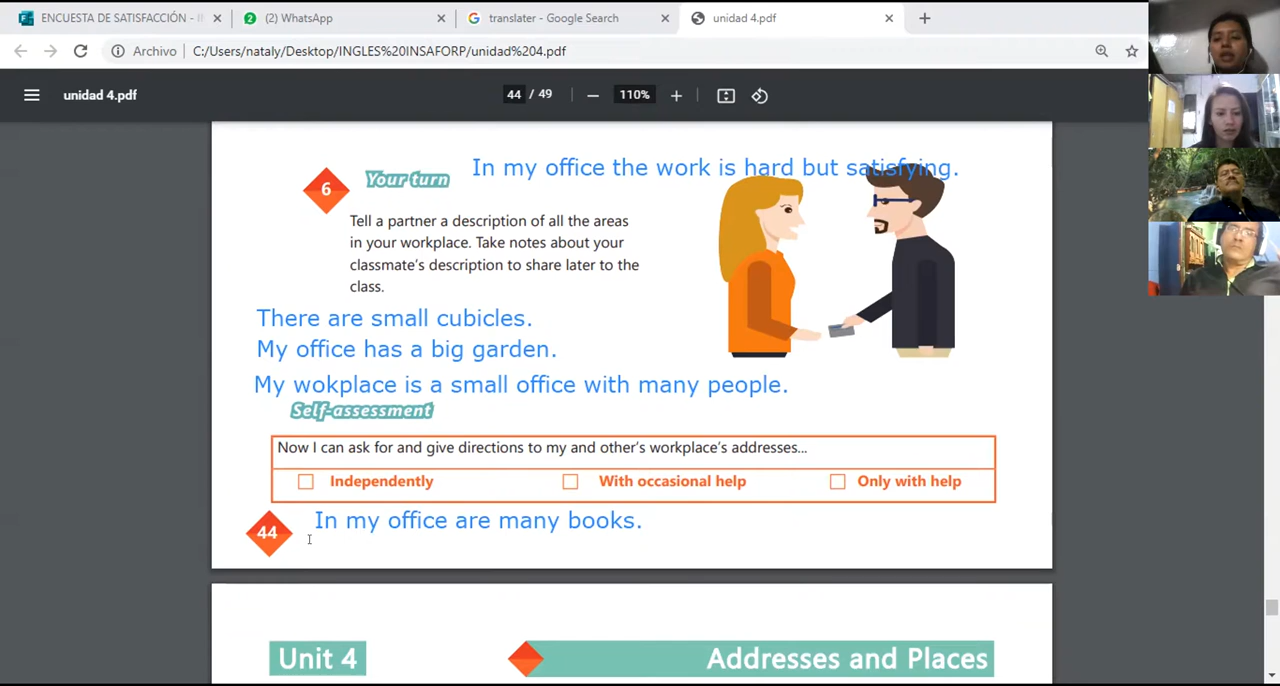 ENCUESTA DE SATISFACCIÓN - I
(2) WhatsApp
translater - Google Search
unidad 4.pdf
Archivo
C:/Users/nataly/Desktop/INGLES%20INSAFORP/unidad%204.pdf
unidad 4.pdf
44 / 49
110%
In my office the work is hard but satisfying.
6
Your turn
Tell a partner a description of all the areas
in your workplace. Take notes about your
classmate's description to share later to the
class.
There are small cubicles.
My office has a big garden.
My wokplace is a small office with many people.
Self-assessment
Now I can ask for and give directions to my and other's workplace's addresses...
Independently
With occasional help
Only with help
44
In my office are many books.
Unit 4
Addresses and Places